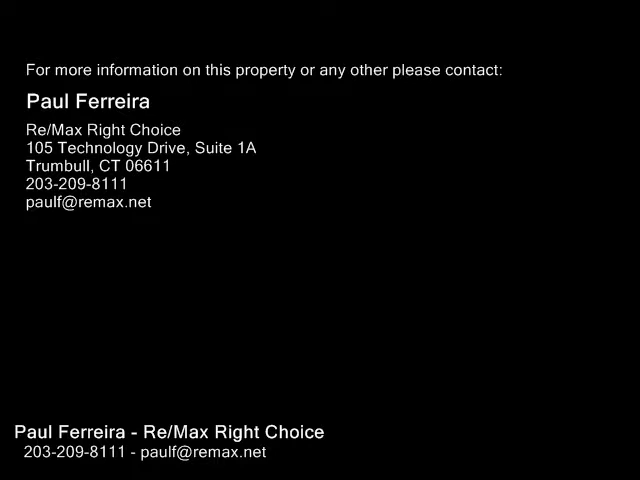 For more information on this property or any other please contact:
Paul Ferreira
Re/Max Right Choice
105 Technology Drive, Suite 1A
Trumbull, CT 06611
203-209-8111
paulf@remax.net
Paul Ferreira - Re/Max Right Choice
203-209-8111 - paulf@remax.net